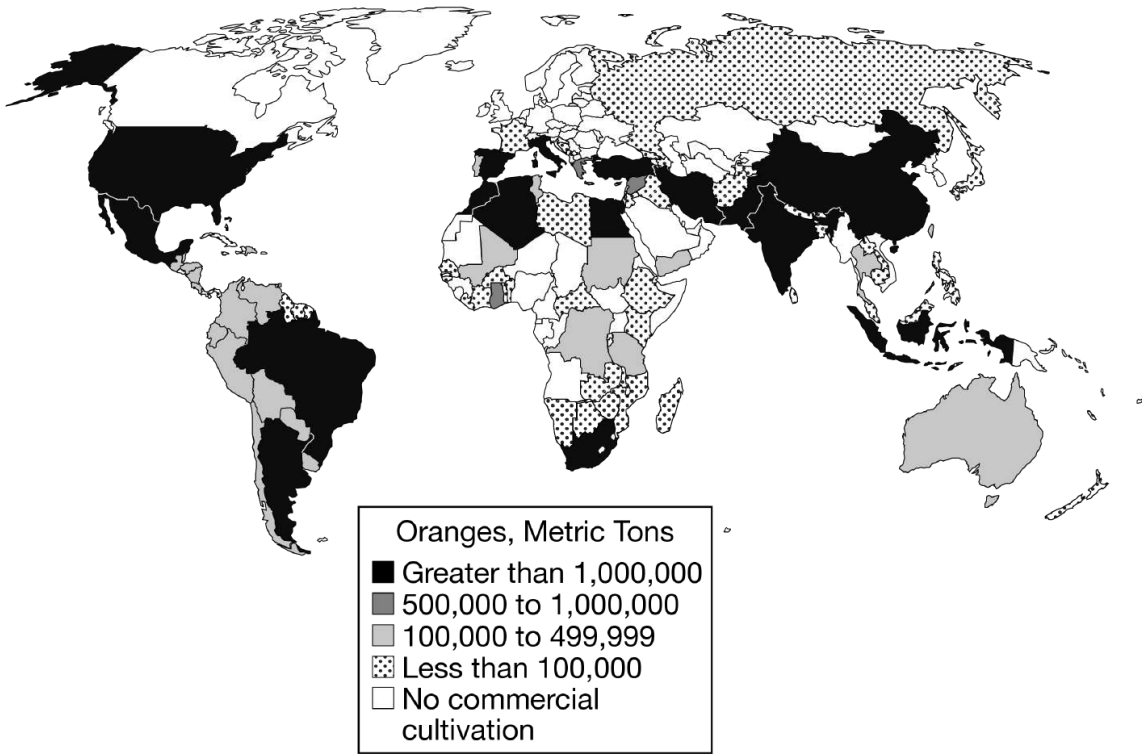 Oranges, Metric Tons
Greater than 1,000,000
500,000 to 1,000,000
100,000 to 499,999
Less than 100,000
No commercial
cultivation